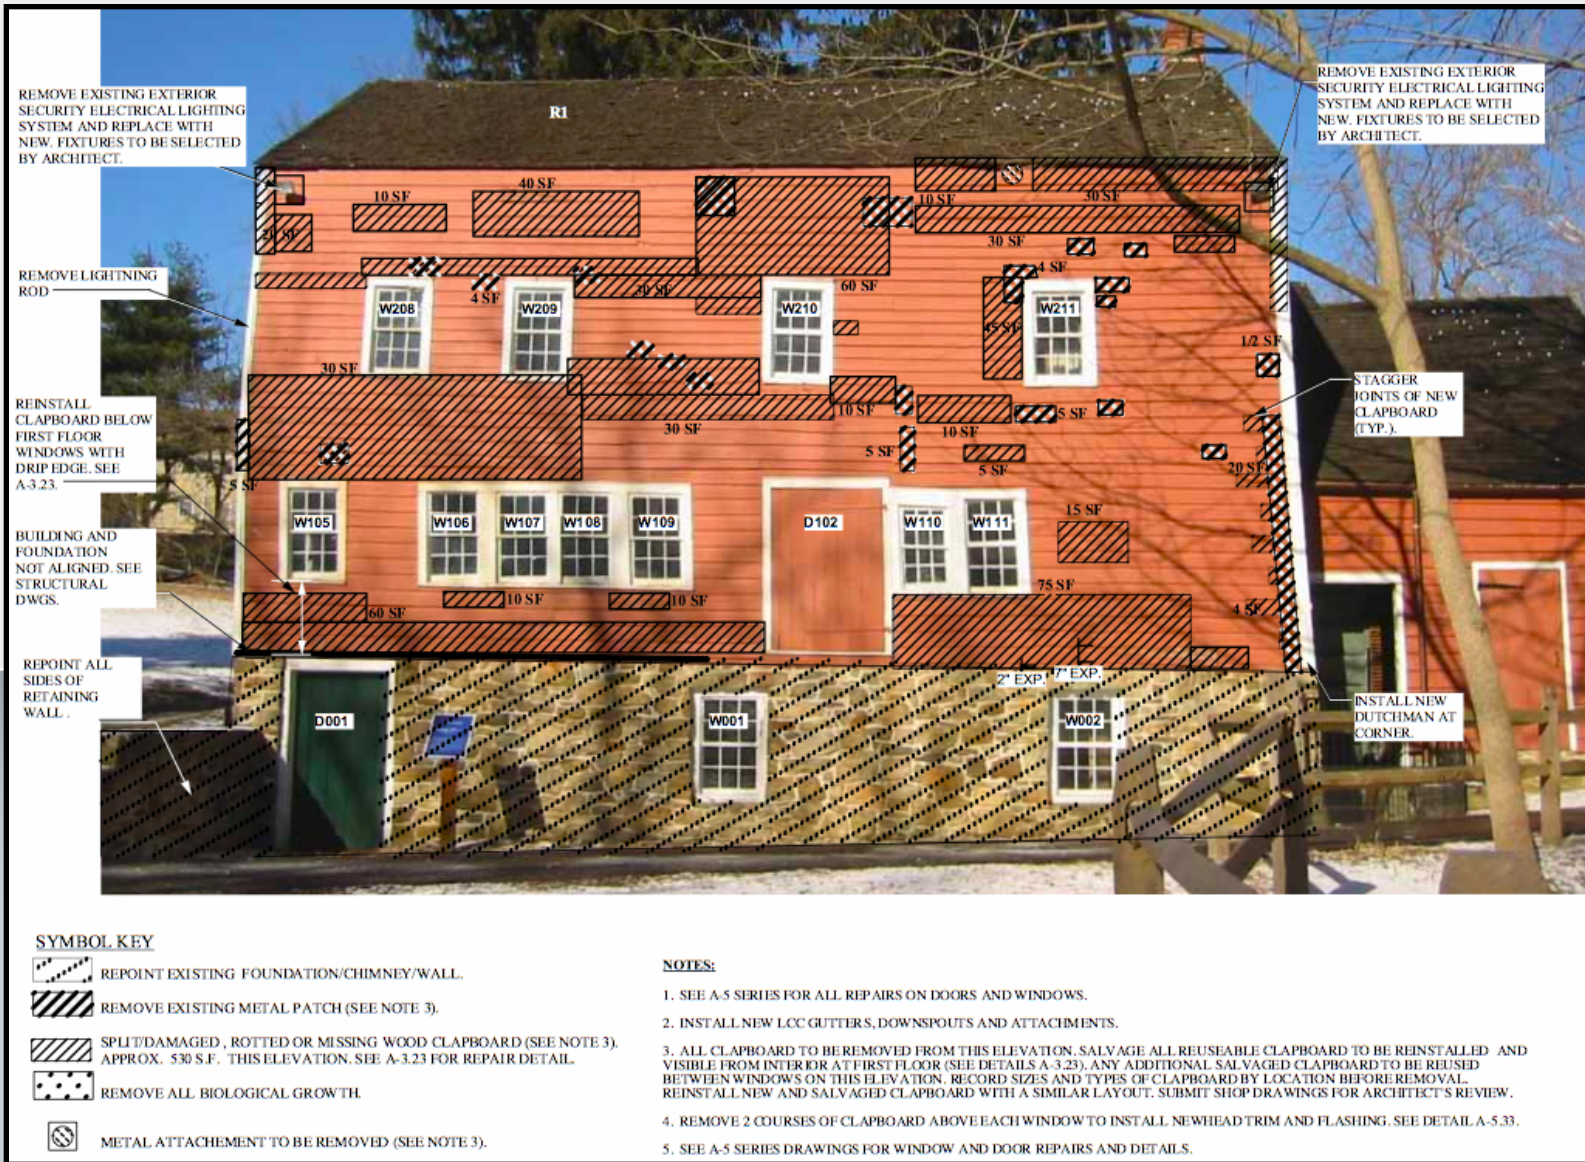 REMOVE EXISTING EXTERIOR
SECURITY ELECTRICAL LIGHTING
SYSTEM AND REPLACE WITH
NEW. FIXTURES TO BE SELECTED
BY ARCHITECT.
REMOVE LIGHTNING
ROD
REINSTALL
CLAPBOARD BELOW
FIRST FLOOR
WINDOWS WITH
DRIP EDGE. SEE
A-3.23.
BUILDING AND
FOUNDATION
NOT ALIGNED. SEE
STRUCTURAL
DWGS.
REPOINT ALL
SIDES OF
RETAINING
WALL .
R1
REMOVE EXISTING EXTERIOR
SECURITY ELECTRICAL LIGHTING
SYSTEM AND REPLACE WITH
NEW. FIXTURES TO BE SELECTED
BY ARCHITECT.
10 SF
40 SF
10 SF
30 SF
20 SF
30 SF
4 SF
4 SF
30 SF
60 SF
W208
W209
W210
W211
45 SF
1/2 SF
30 SF
STAGGER
JOINTS OF NEW
CLAPBOARD
(TYP.).
30 SF
10 SF
10 SF
5 SF
5 SF
5 SF
20 SF
5 SF
W105
W106
W107
W108
W109
D102
W110
W111
15 SF
75 SF
60 SF
10 SF
10 SF
4 SF
2" EXP.
7" EXP.
D001
W001
W002
INSTALL NEW
DUTCHMAN AT
CORNER.
SYMBOL KEY
REPOINT EXISTING FOUNDATION/CHIMNEY/WALL.
REMOVE EXISTING METAL PATCH (SEE NOTE 3).
SPLIT/DAMAGED , ROTTED OR MISSING WOOD CLAPBOARD (SEE NOTE 3).
APPROX. 530 S.F. THIS ELEVATION. SEE A-3.23 FOR REPAIR DETAIL.
REMOVE ALL BIOLOGICAL GROWTH.
METAL ATTACHEMENT TO BE REMOVED (SEE NOTE 3).
NOTES:
1. SEE A-5 SERIES FOR ALL REPAIRS ON DOORS AND WINDOWS.
2. INSTALL NEW LCC GUTTERS, DOWNSPOUTS AND ATTACHMENTS.
3. ALL CLAPBOARD TO BE REMOVED FROM THIS ELEVATION. SALVAGE ALL REUSEABLE CLAPBOARD TO BE REINSTALLED AND
VISIBLE FROM INTERIOR AT FIRST FLOOR (SEE DETAILS A-3.23). ANY ADDITIONAL SALVAGED CLAPBOARD TO BE REUSED
BETWEEN WINDOWS ON THIS ELEVATION. RECORD SIZES AND TYPES OF CLAPBOARD BY LOCATION BEFORE REMOVAL.
REINSTALL NEW AND SALVAGED CLAPBOARD WITH A SIMILAR LAYOUT. SUBMIT SHOP DRAWINGS FOR ARCHITECT'S REVIEW.
4. REMOVE 2 COURSES OF CLAPBOARD ABOVE EACH WINDOW TO INSTALL NEW HEAD TRIM AND FLASHING. SEE DETAIL A-5.33.
5. SEE A-5 SERIES DRAWINGS FOR WINDOW AND DOOR REPAIRS AND DETAILS.